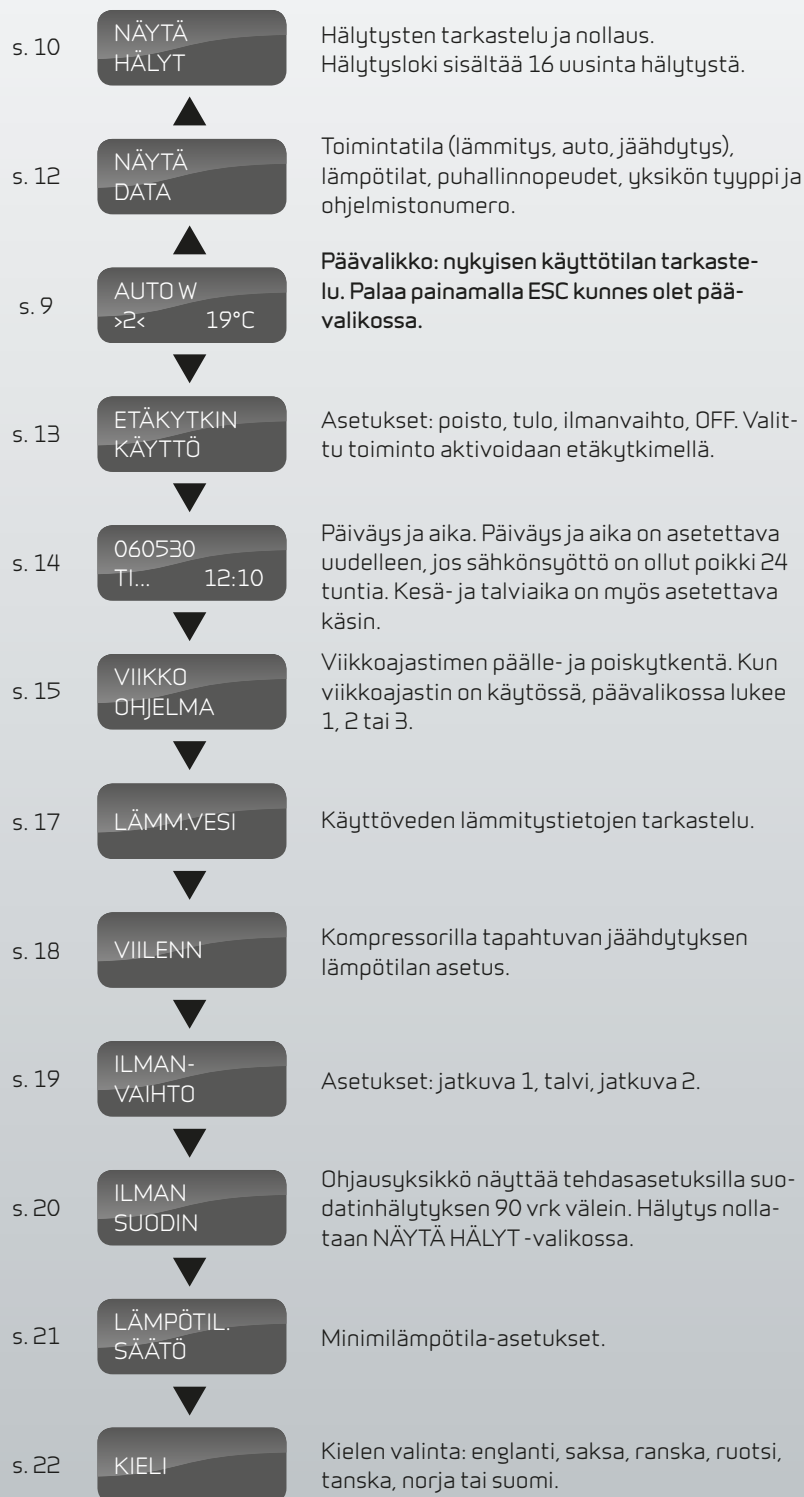 s. 10
NÄYTÄ
HÄLYT
Hälytysten tarkastelu ja nollaus.
Hälytysloki sisältää 16 uusinta hälytystä.
s. 12
NÄYTÄ
DATA
Toimintatila (lämmitys, auto, jäähdytys),
lämpötilat, puhallinnopeudet, yksikön tyyppi ja
ohjelmistonumero.
s. 9
AUTO W
>2< 19°C
Päävalikko: nykyisen käyttötilan tarkaste-
lu. Palaa painamalla ESC kunnes olet pää-
valikossa.
s. 13
ETÄKYTKIN
KÄYTTÖ
Asetukset: poisto, tulo, ilmanvaihto, OFF. Valit-
tu toiminto aktivoidaan etäkytkimellä.
s. 14
060530
TI... 12:10
Päiväys ja aika. Päiväys ja aika on asetettava
uudelleen, jos sähkönsyöttö on ollut poikki 24
tuntia. Kesä- ja talviaika on myös asetettava
käsin.
s. 15
VIIKKO
OHJELMA
Viikkoajastimen päälle- ja poiskytkentä. Kun
viikkoajastin on käytössä, päävalikossa lukee
1, 2 tai 3.
s. 17
LÄMM.VESI
Käyttöveden lämmitystietojen tarkastelu.
s. 18
VIILENN
Kompressorilla tapahtuvan jäähdytyksen
lämpötilan asetus.
s. 19
ILMAN-
VAIHTO
Asetukset: jatkuva 1, talvi, jatkuva 2.
s. 20
ILMAN
SUODIN
Ohjausyksikkö näyttää tehdasasetuksilla suo-
datinhälytyksen 90 vrk välein. Hälytys nolla-
taan NÄYTÄ HÄLYT -valikossa.
s. 21
LÄMPÖTIL.
SÄÄTÖ
Minimilämpötila-asetukset.
s. 22
KIELI
Kielen valinta: englanti, saksa, ranska, ruotsi,
tanska, norja tai suomi.